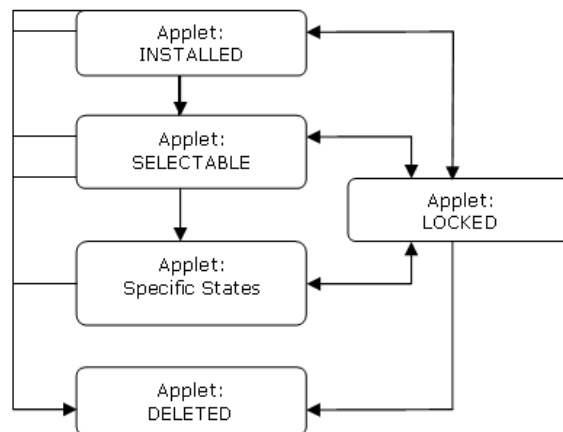 Applet:
INSTALLED
Applet:
SELECTABLE
Applet:
LOCKED
Applet:
Specific States
Applet:
DELETED